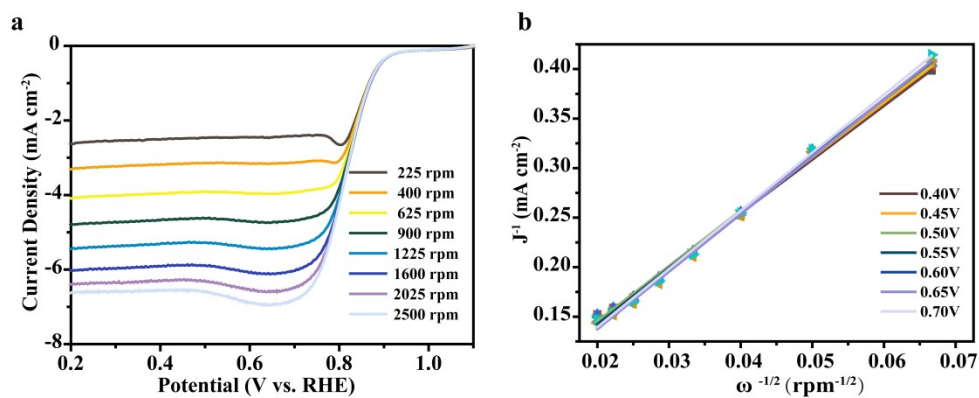 a
0
-2
-4
-6
-8
Current Density (mA cm⁻²)
225 rpm
400 rpm
625 rpm
900 rpm
1225 rpm
1600 rpm
2025 rpm
2500 rpm
0.2 0.4 0.6 0.8 1.0
Potential (V vs. RHE)
b
0.40
0.35
0.30
0.25
0.20
0.15
J⁻¹ (mA cm⁻²)
0.40V
0.45V
0.50V
0.55V
0.60V
0.65V
0.70V
0.02 0.03 0.04 0.05 0.06 0.07
ω ⁻¹/² (rpm⁻¹/²)